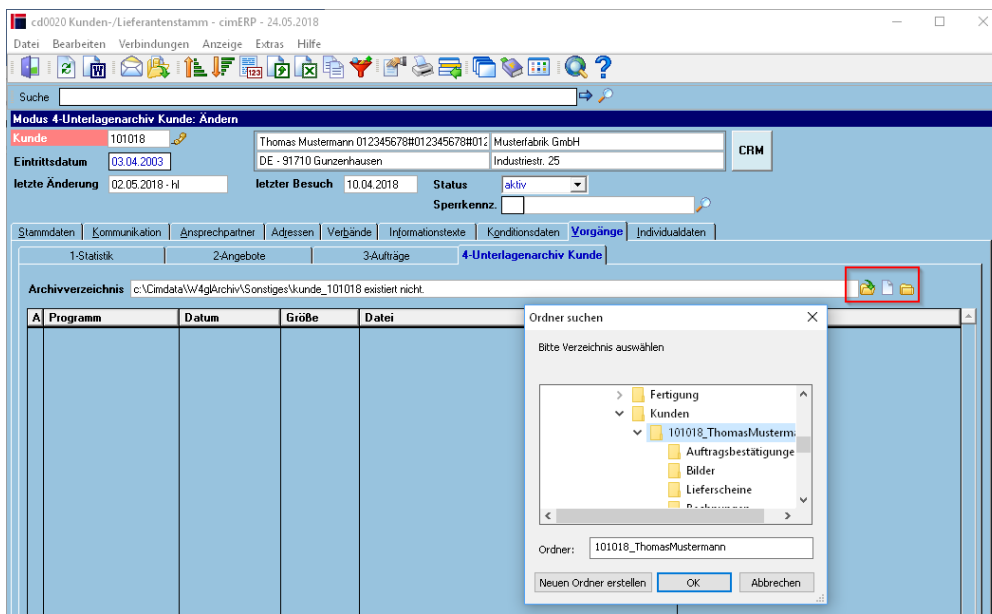 cd0020 Kunden-/Lieferantenstamm - cimERP - 24.05.2018
Datei Bearbeiten Verbindungen Anzeige Extras Hilfe
Suche
Modus 4-Unterlagenarchiv Kunde: Ändern
Kunde 101018 Thomas Mustermann 012345678#012345678#012 Musterfabrik GmbH CRM
Eintrittsdatum 03.04.2003 DE - 91710 Gunzenhausen Industriestr. 25
letzte Änderung 02.05.2018 - hl letzter Besuch 10.04.2018 Status aktiv
Sperrkennz.
Stammdaten Kommunikation Ansprechpartner Adressen Verbände Informationstexte Konditionsdaten Vorgänge Individualdaten
1-Statistik 2-Angebote 3-Aufträge 4-Unterlagenarchiv Kunde
Archivverzeichnis c:\Cimdata\W4glArchiv\Sonstiges\kunde_101018 existiert nicht.
A Programm Datum Größe Datei
Ordner suchen
Bitte Verzeichnis auswählen
Fertigung
Kunden
101018_ThomasMusterma
Auftragsbestätigunge
Bilder
Lieferscheine
Ordner: 101018_ThomasMustermann
Neuen Ordner erstellen OK Abbrechen